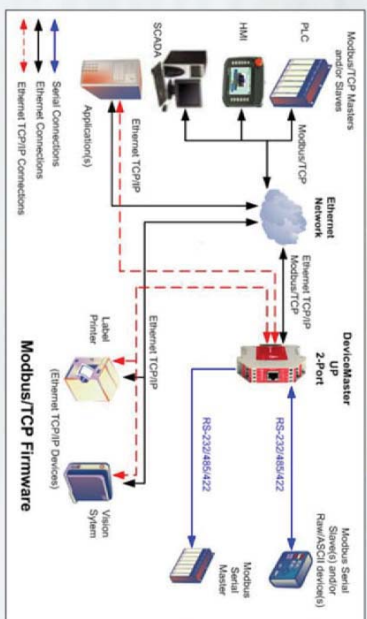 Modbus/TCP Masters
and/or Slaves
PLC
HMI
SCADA
Application(s)
Modbus/TCP
Ethernet TCP/IP
Ethernet
Network
Ethernet TCP/IP
Modbus/TCP
DeviceMaster
UP
2-Port
RS-232/485/422
RS-232/485/422
Modbus Serial
Slave(s) and/or
Raw/ASCII device(s)
Modbus
Serial
Master
Ethernet TCP/IP
Label
Printer
Vision
Sytem
(Ethernet TCP/IP Devices)
Modbus/TCP Firmware
Serial Connections
Ethernet Connections
Ethernet TCP/IP Connections